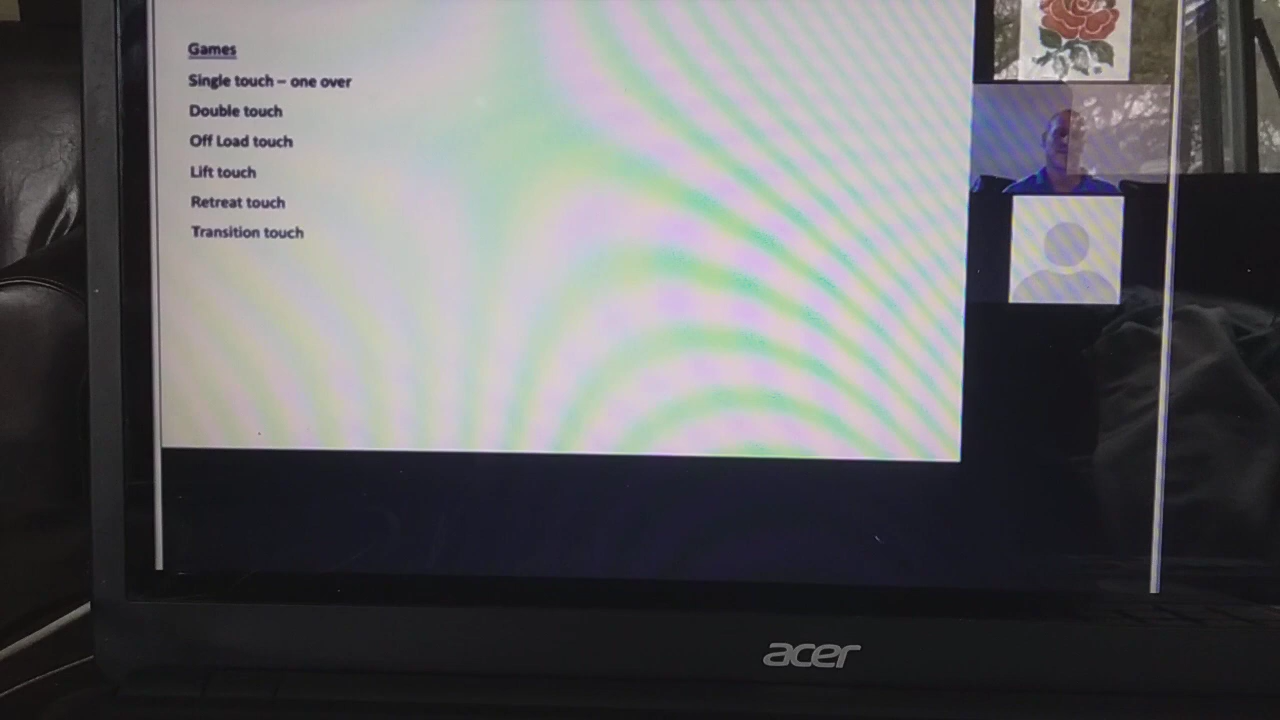 Games
Single touch – one over
Double touch
Off Load touch
Lift touch
Retreat touch
Transition touch
acer